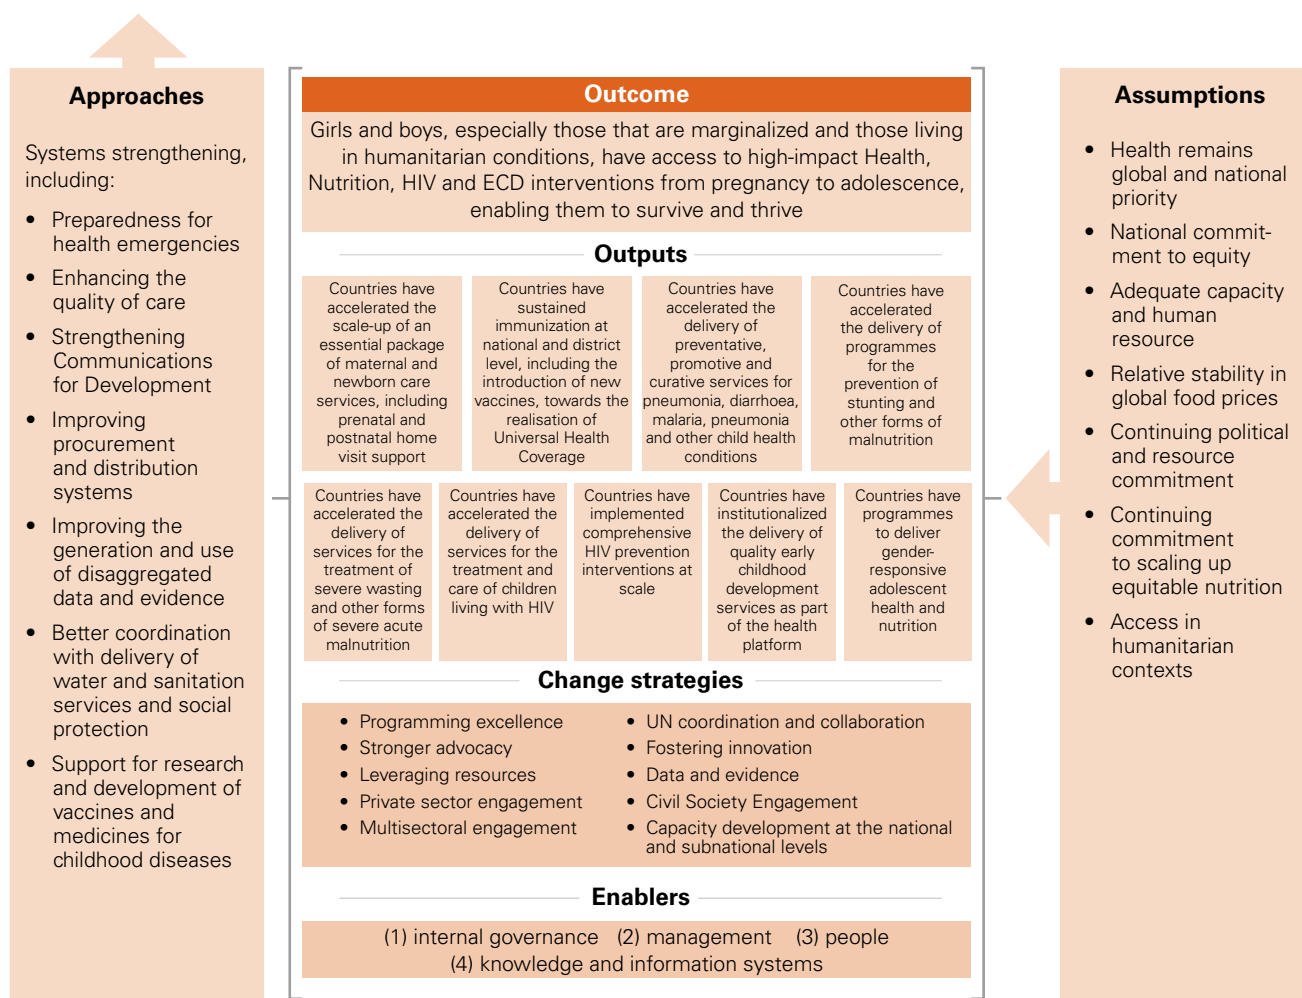 Approaches
Systems strengthening,
including:
• Preparedness for
health emergencies
• Enhancing the
quality of care
• Strengthening
Communications
for Development
• Improving
procurement
and distribution
systems
• Improving the
generation and use
of disaggregated
data and evidence
• Better coordination
with delivery of
water and sanitation
services and social
protection
• Support for research
and development of
vaccines and
medicines for
childhood diseases
Outcome
Girls and boys, especially those that are marginalized and those living
in humanitarian conditions, have access to high-impact Health,
Nutrition, HIV and ECD interventions from pregnancy to adolescence,
enabling them to survive and thrive
Outputs
Countries have
accelerated the
scale-up of an
essential package
of maternal and
newborn care
services, including
prenatal and
postnatal home
visit support
Countries have
sustained
immunization at
national and district
level, including the
introduction of new
vaccines, towards the
realisation of
Universal Health
Coverage
Countries have
accelerated the
delivery of
preventative,
promotive and
curative services for
pneumonia, diarrhoea,
malaria, pneumonia
and other child health
conditions
Countries have
accelerated
the delivery of
programmes
for the
prevention of
stunting and
other forms of
malnutrition
Countries have
accelerated the
delivery of
services for the
treatment of
severe wasting
and other forms
of severe acute
malnutrition
Countries have
accelerated the
delivery of
services for the
treatment and
care of children
living with HIV
Countries have
implemented
comprehensive
HIV prevention
interventions at
scale
Countries have
institutionalized
the delivery of
quality early
childhood
development
services as part
of the health
platform
Countries have
programmes
to deliver
gender-
responsive
adolescent
health and
nutrition
Change strategies
• Programming excellence
• Stronger advocacy
• Leveraging resources
• Private sector engagement
• Multisectoral engagement
• UN coordination and collaboration
• Fostering innovation
• Data and evidence
• Civil Society Engagement
• Capacity development at the national
and subnational levels
Enablers
(1) internal governance (2) management (3) people
(4) knowledge and information systems
Assumptions
• Health remains
global and national
priority
• National commit-
ment to equity
• Adequate capacity
and human
resource
• Relative stability in
global food prices
• Continuing political
and resource
commitment
• Continuing
commitment
to scaling up
equitable nutrition
• Access in
humanitarian
contexts